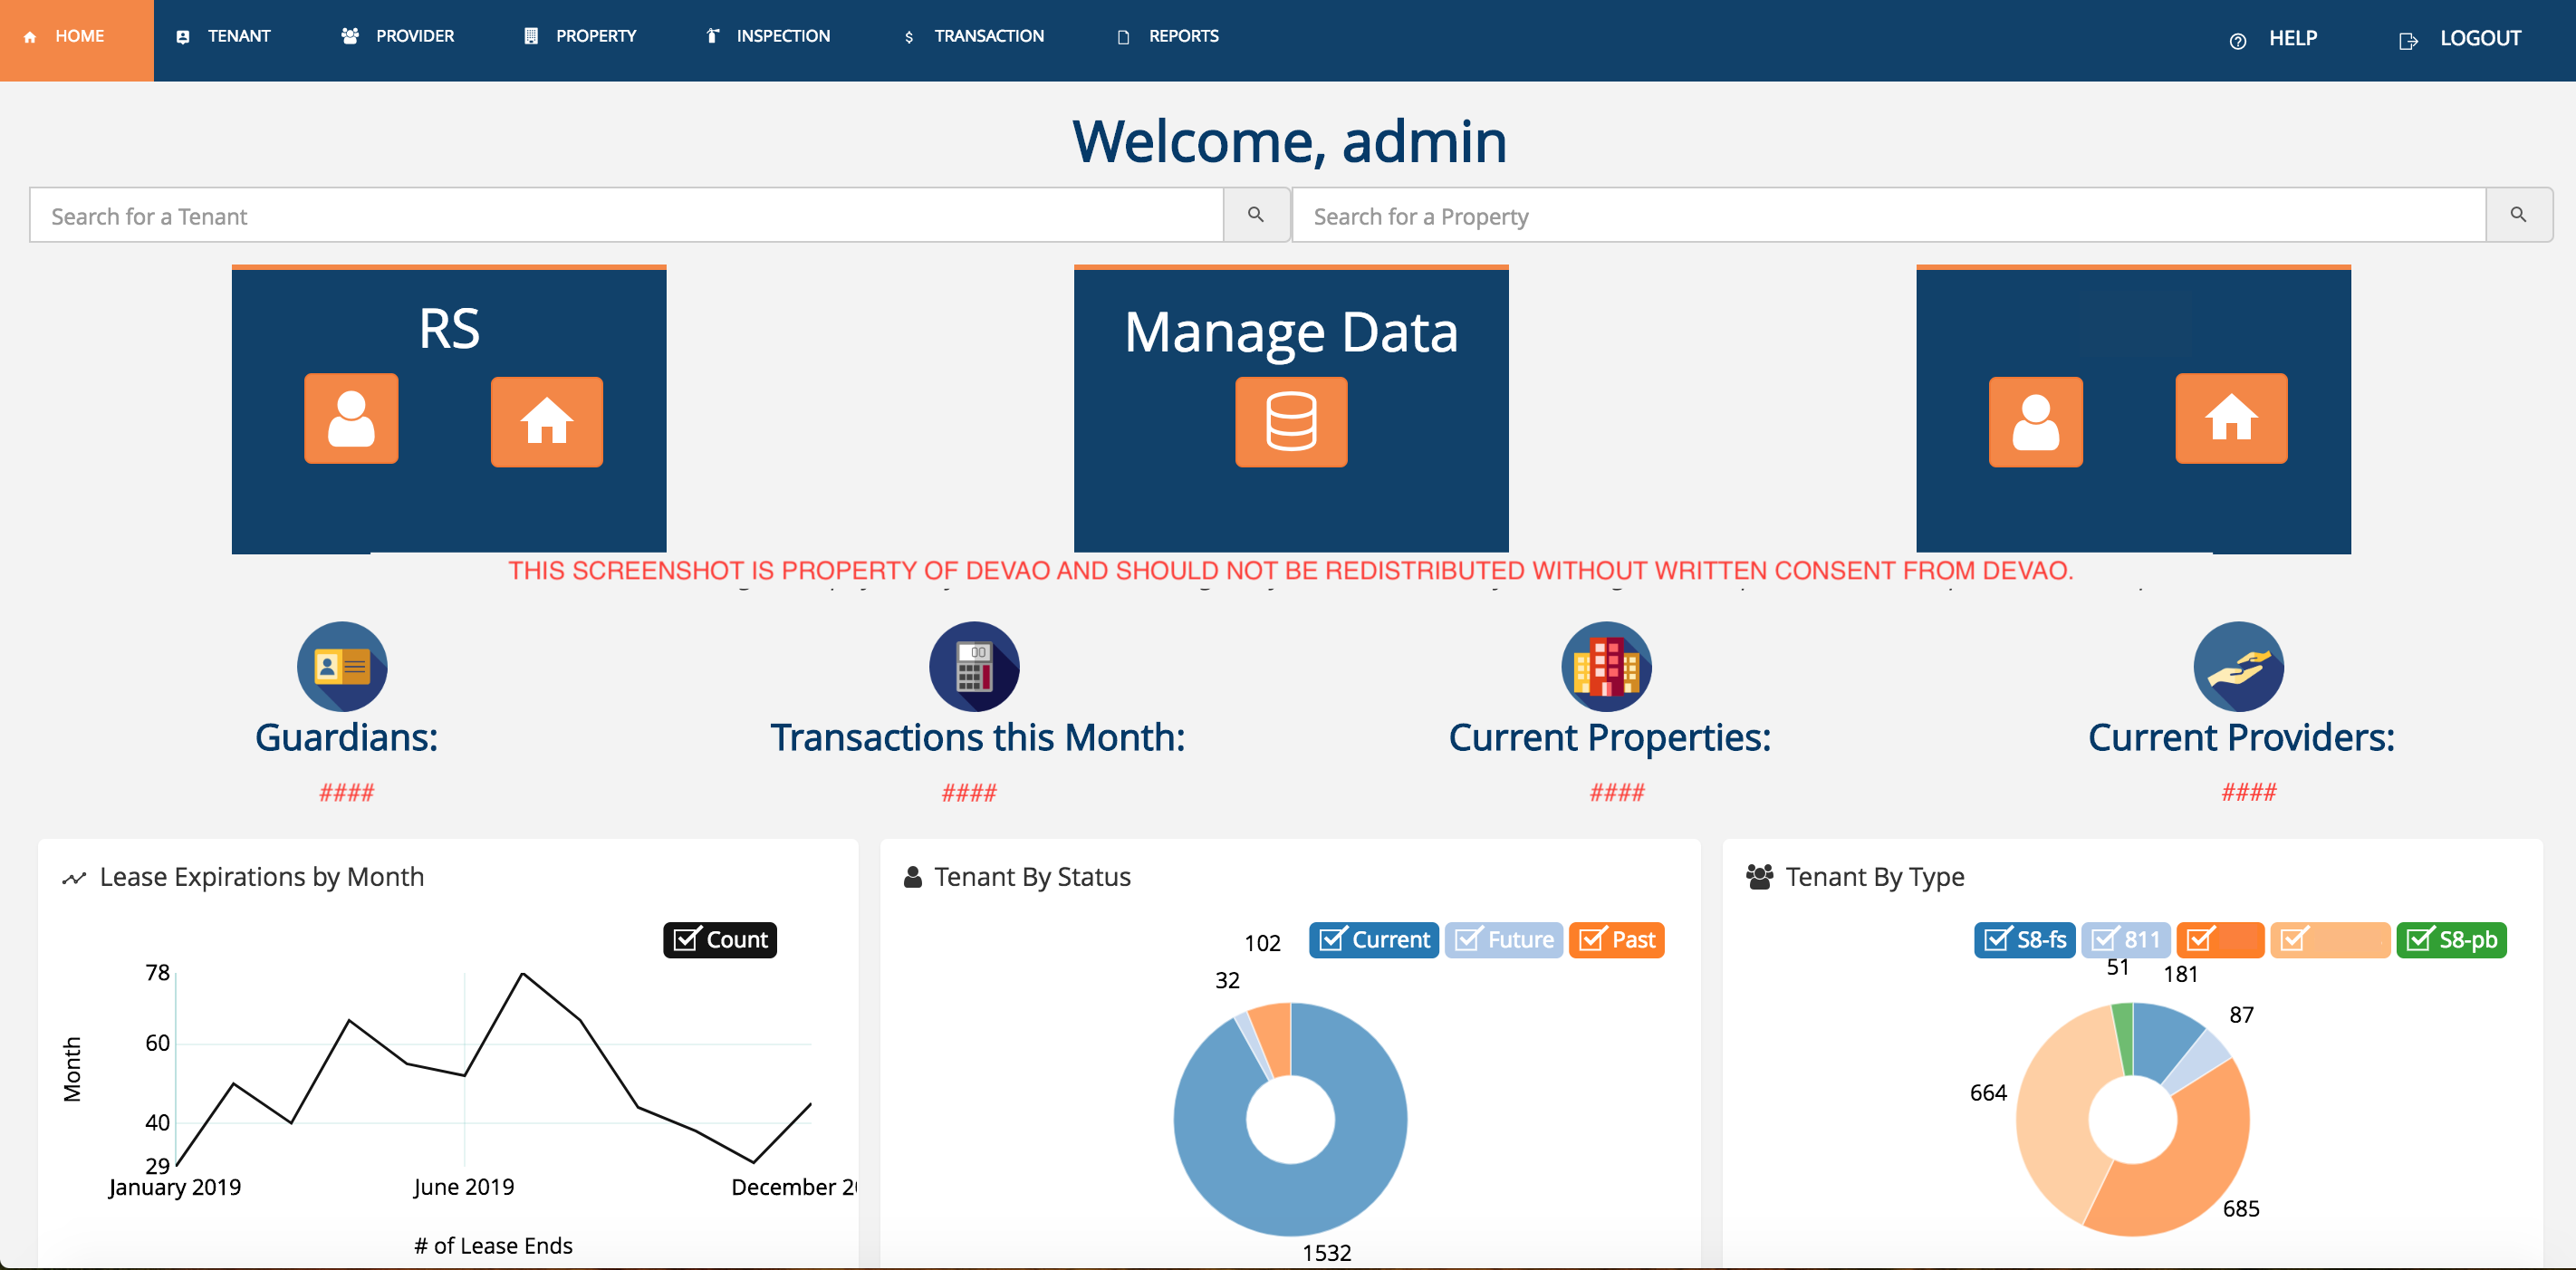 HOME TENANT PROVIDER PROPERTY INSPECTION $ TRANSACTION REPORTS HELP LOGOUT
Welcome, admin
Search for a Tenant Search for a Property
RS Manage Data
THIS SCREENSHOT IS PROPERTY OF DEVAO AND SHOULD NOT BE REDISTRIBUTED WITHOUT WRITTEN CONSENT FROM DEVAO.
Guardians: Transactions this Month: Current Properties: Current Providers:
#### #### #### ####
Lease Expirations by Month
Count
78
60
40
29
Month
January 2019 June 2019 December
# of Lease Ends
Tenant By Status
Current Future Past
102
32
1532
Tenant By Type
S8-fs 811 S8-pb
51 181
87
664
685